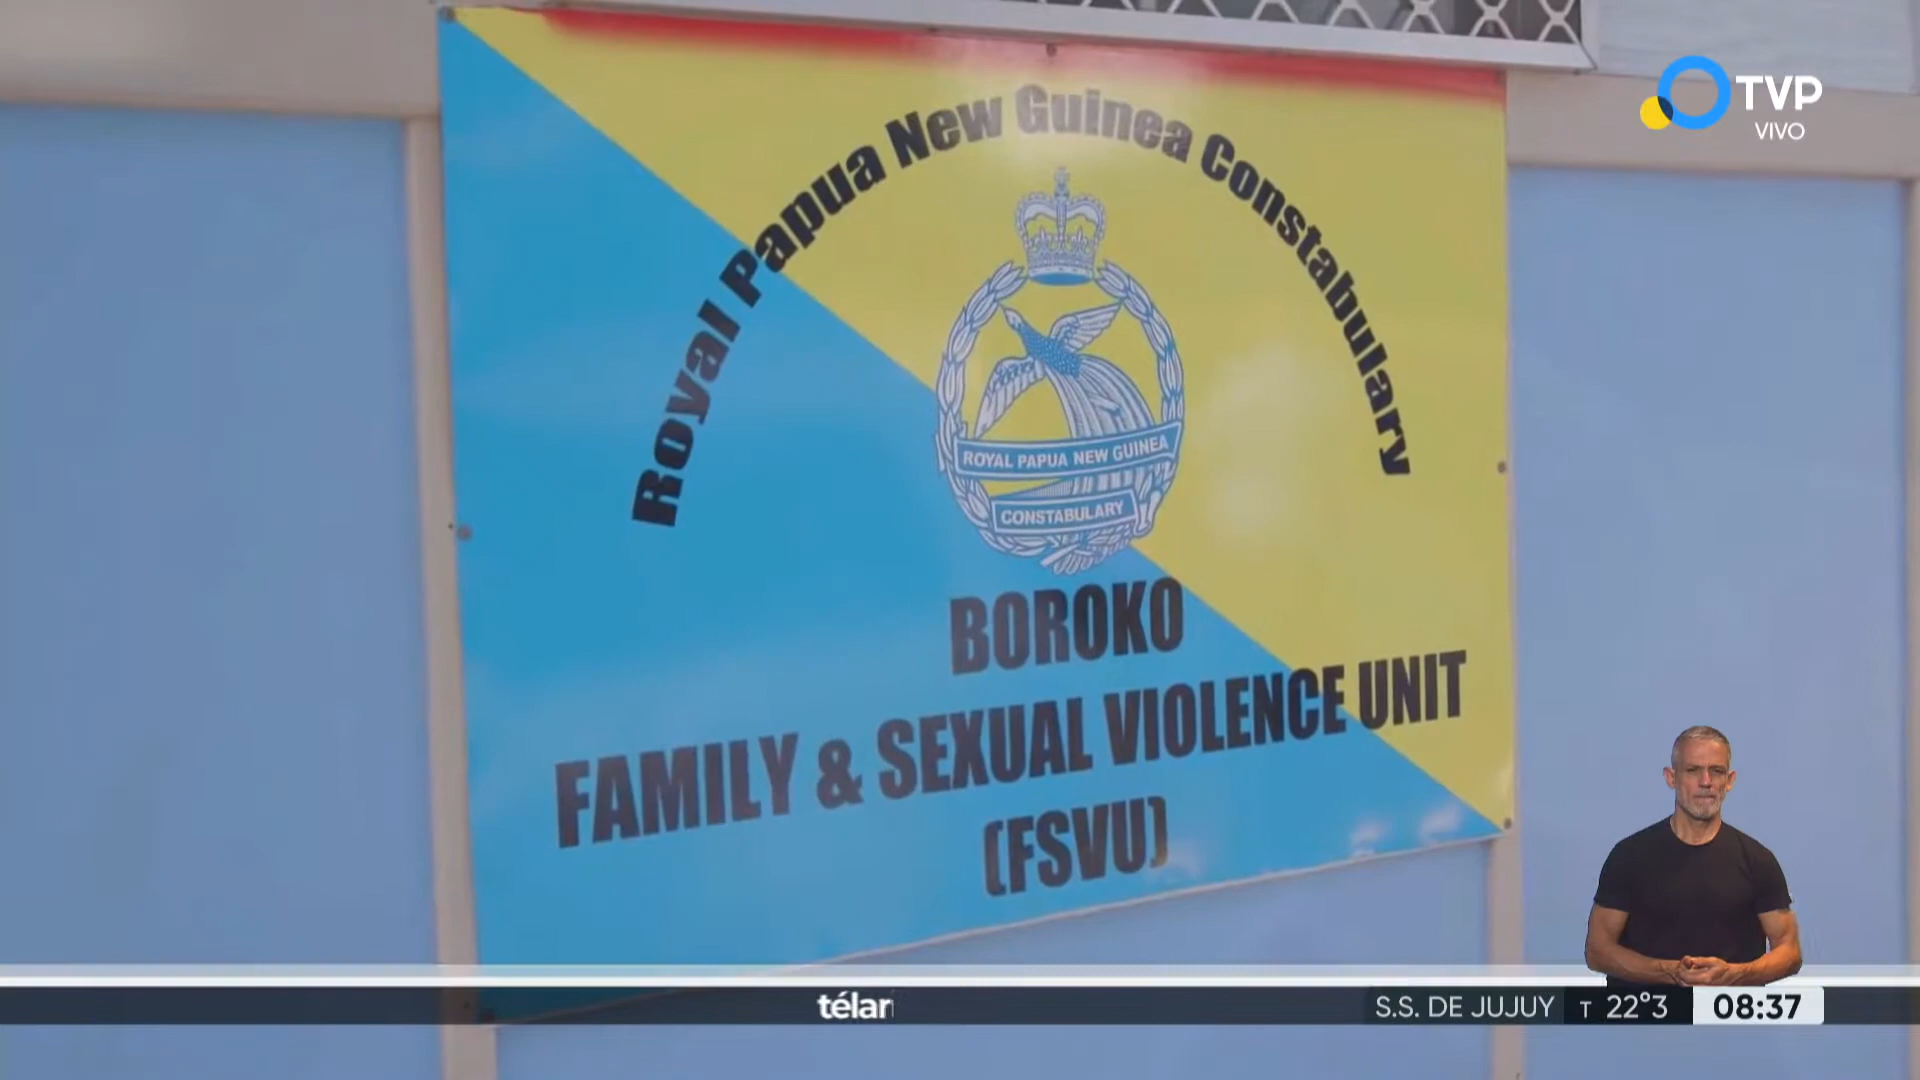 TVP
VIVO
Royal Papua New Guinea Constabulary
ROYAL PAPUA NEW GUINEA
CONSTABULARY
BOROKO
FAMILY & SEXUAL VIOLENCE UNIT
(FSVU)
télar
S.S. DE JUJUY T 22°3 08:37